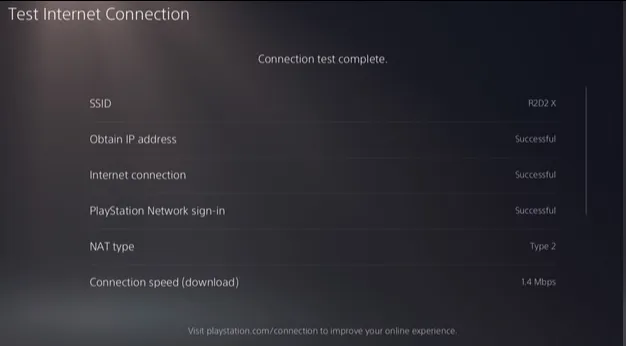 Test Internet Connection
Connection test complete.
SSID R2D2 X
Obtain IP address Successful
Internet connection Successful
PlayStation Network sign-in Successful
NAT type Type 2
Connection speed (download) 1.4 Mbps
Visit playstation.com/connection to improve your online experience.